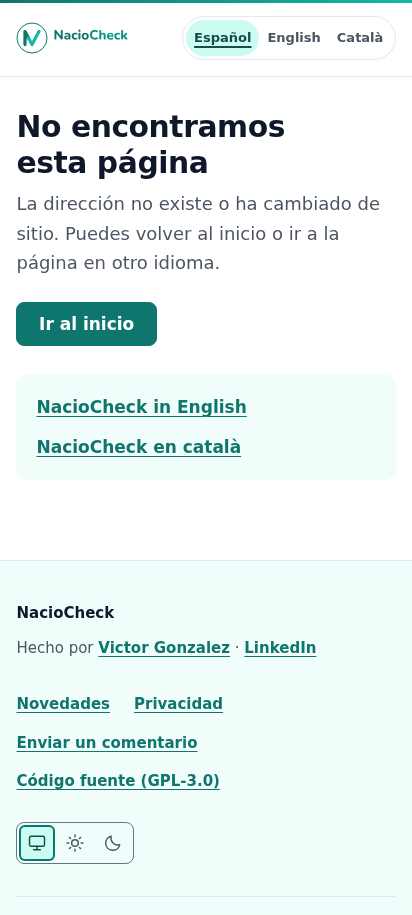 NacioCheck
Español English Català
No encontramos
esta página
La dirección no existe o ha cambiado de
sitio. Puedes volver al inicio o ir a la
página en otro idioma.
Ir al inicio
NacioCheck in English
NacioCheck en català
NacioCheck
Hecho por Victor Gonzalez · LinkedIn
Novedades Privacidad
Enviar un comentario
Código fuente (GPL-3.0)